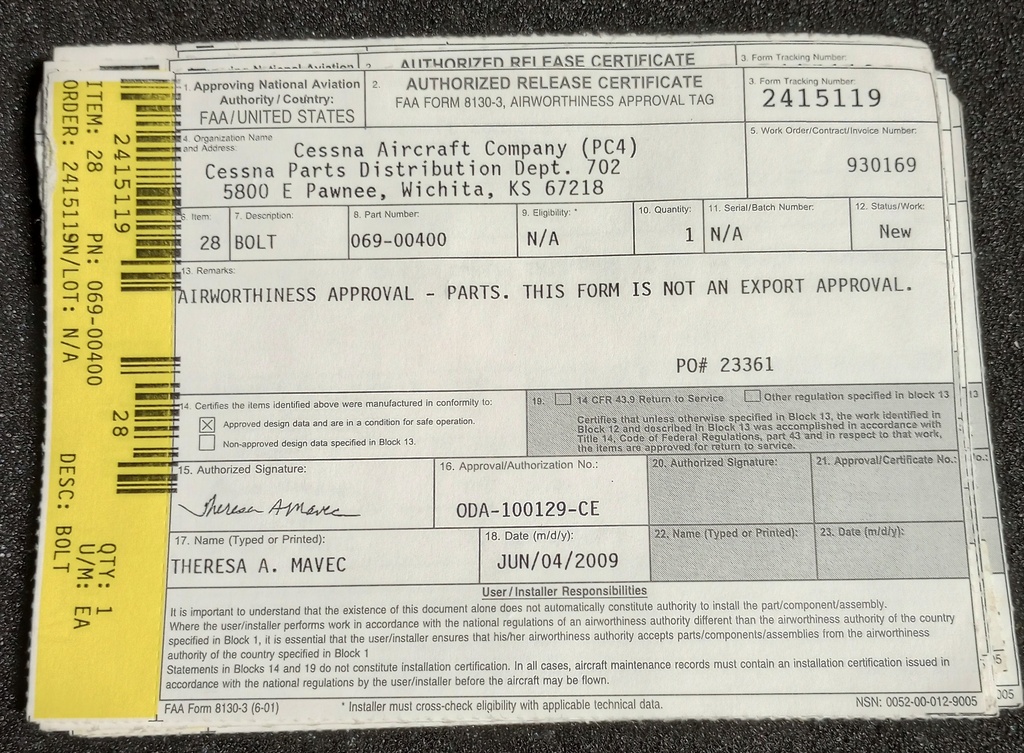 AUTHORIZED RELEASE CERTIFICATE
3. Form Tracking Number:
1. Approving National Aviation
Authority / Country:
FAA/UNITED STATES
2.
AUTHORIZED RELEASE CERTIFICATE
FAA FORM 8130-3, AIRWORTHINESS APPROVAL TAG
3. Form Tracking Number:
2415119
4. Organization Name
and Address:
Cessna Aircraft Company (PC4)
Cessna Parts Distribution Dept. 702
5800 E Pawnee, Wichita, KS 67218
5. Work Order/Contract/Invoice Number:
930169
6. Item:
28
7. Description:
BOLT
8. Part Number:
069-00400
9. Eligibility: *
N/A
10. Quantity:
1
11. Serial/Batch Number:
N/A
12. Status/Work:
New
13. Remarks:
AIRWORTHINESS APPROVAL - PARTS. THIS FORM IS NOT AN EXPORT APPROVAL.
PO# 23361
14. Certifies the items identified above were manufactured in conformity to:
Approved design data and are in a condition for safe operation.
Non-approved design data specified in Block 13.
19. 14 CFR 43.9 Return to Service Other regulation specified in block 13
Certifies that unless otherwise specified in Block 13, the work identified in
Block 12 and described in Block 13 was accomplished in accordance with
Title 14, Code of Federal Regulations, part 43 and in respect to that work,
the items are approved for return to service.
15. Authorized Signature:
Theresa A Mavec
16. Approval/Authorization No.:
ODA-100129-CE
20. Authorized Signature:
21. Approval/Certificate No.:
17. Name (Typed or Printed):
THERESA A. MAVEC
18. Date (m/d/y):
JUN/04/2009
22. Name (Typed or Printed):
23. Date (m/d/y):
User/Installer Responsibilities
It is important to understand that the existence of this document alone does not automatically constitute authority to install the part/component/assembly.
Where the user/installer performs work in accordance with the national regulations of an airworthiness authority different than the airworthiness authority of the country
specified in Block 1, it is essential that the user/installer ensures that his/her airworthiness authority accepts parts/components/assemblies from the airworthiness
authority of the country specified in Block 1
Statements in Blocks 14 and 19 do not constitute installation certification. In all cases, aircraft maintenance records must contain an installation certification issued in
accordance with the national regulations by the user/installer before the aircraft may be flown.
FAA Form 8130-3 (6-01)
* Installer must cross-check eligibility with applicable technical data.
NSN: 0052-00-012-9005
2415119 28
ITEM: 28 PN: 069-00400 QTY: 1
U/M: EA
ORDER: 2415119N/LOT: N/A DESC: BOLT